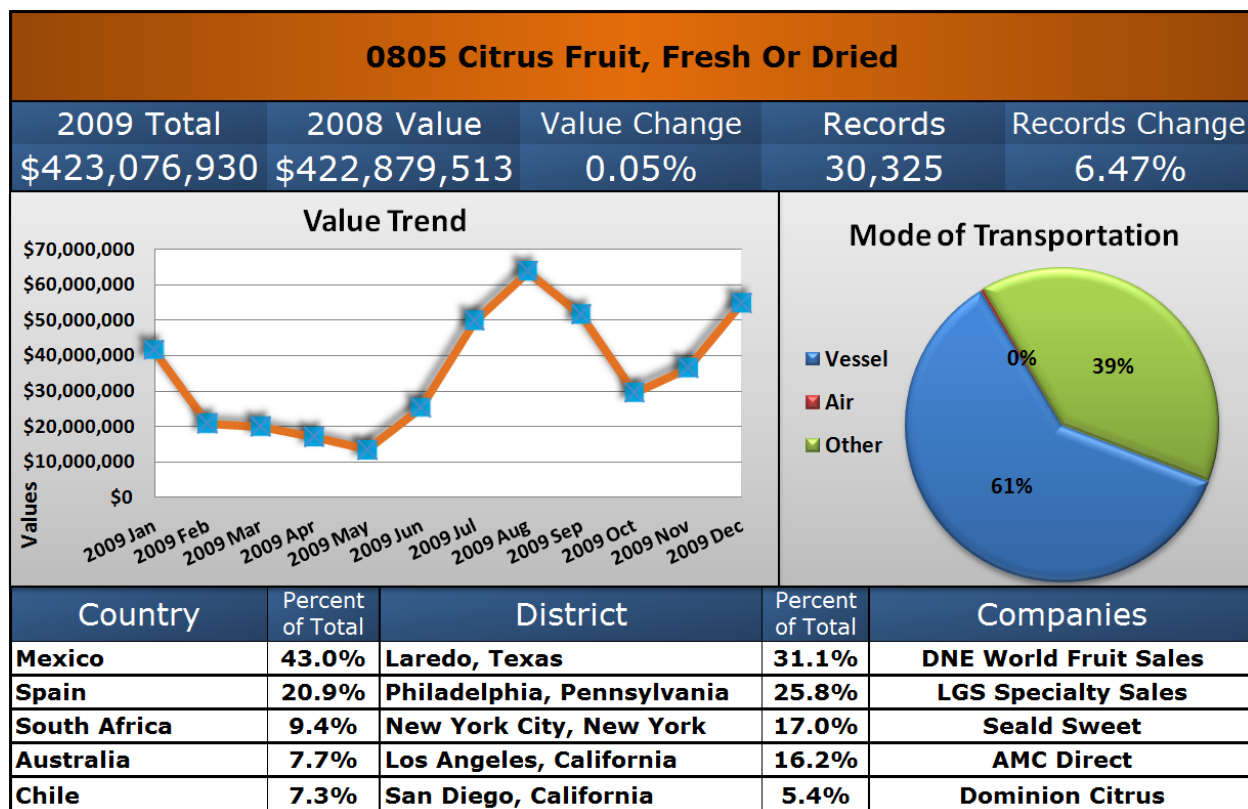 0805 Citrus Fruit, Fresh Or Dried
2009 Total 2008 Value Value Change Records Records Change
$423,076,930 $422,879,513 0.05% 30,325 6.47%
Value Trend
$70,000,000
$60,000,000
$50,000,000
$40,000,000
$30,000,000
$20,000,000
$10,000,000
$0
Values
2009 Jan
2009 Feb
2009 Mar
2009 Apr
2009 May
2009 Jun
2009 Jul
2009 Aug
2009 Sep
2009 Oct
2009 Nov
2009 Dec
Mode of Transportation
Vessel
Air
Other
0%
39%
61%
Country Percent of Total District Percent of Total Companies
Mexico 43.0% Laredo, Texas 31.1% DNE World Fruit Sales
Spain 20.9% Philadelphia, Pennsylvania 25.8% LGS Specialty Sales
South Africa 9.4% New York City, New York 17.0% Seald Sweet
Australia 7.7% Los Angeles, California 16.2% AMC Direct
Chile 7.3% San Diego, California 5.4% Dominion Citrus